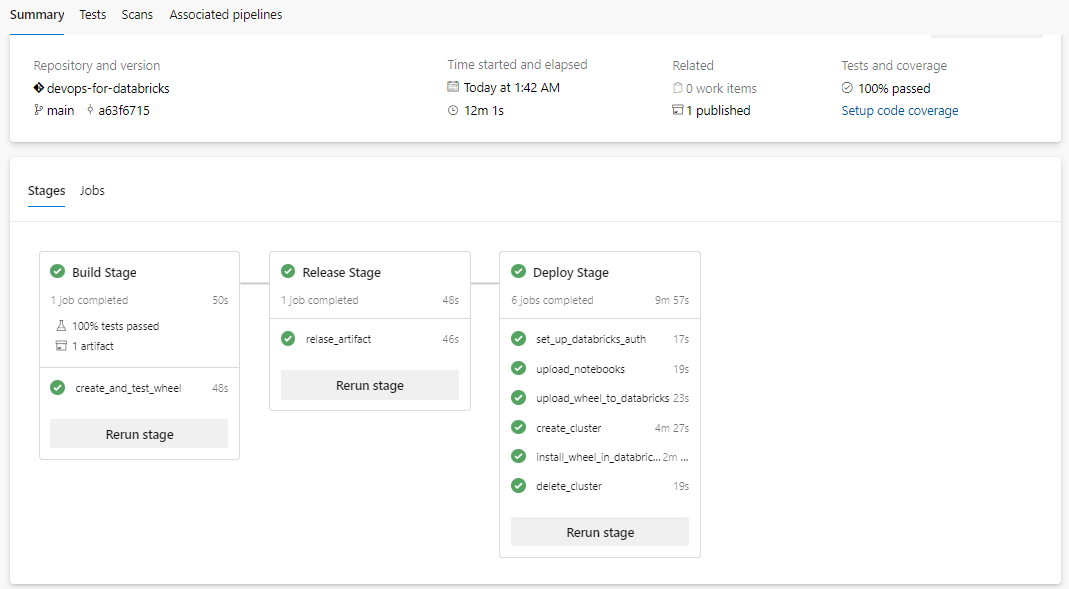 Summary Tests Scans Associated pipelines
Repository and version Time started and elapsed Related Tests and coverage
devops-for-databricks Today at 1:42 AM 0 work items 100% passed
main a63f6715 12m 1s 1 published Setup code coverage
Stages Jobs
Build Stage
1 job completed 50s
100% tests passed
1 artifact
create_and_test_wheel 48s
Rerun stage
Release Stage
1 job completed 48s
relase_artifact 46s
Rerun stage
Deploy Stage
6 jobs completed 9m 57s
set_up_databricks_auth 17s
upload_notebooks 19s
upload_wheel_to_databricks 23s
create_cluster 4m 27s
install_wheel_in_databric... 2m ...
delete_cluster 19s
Rerun stage